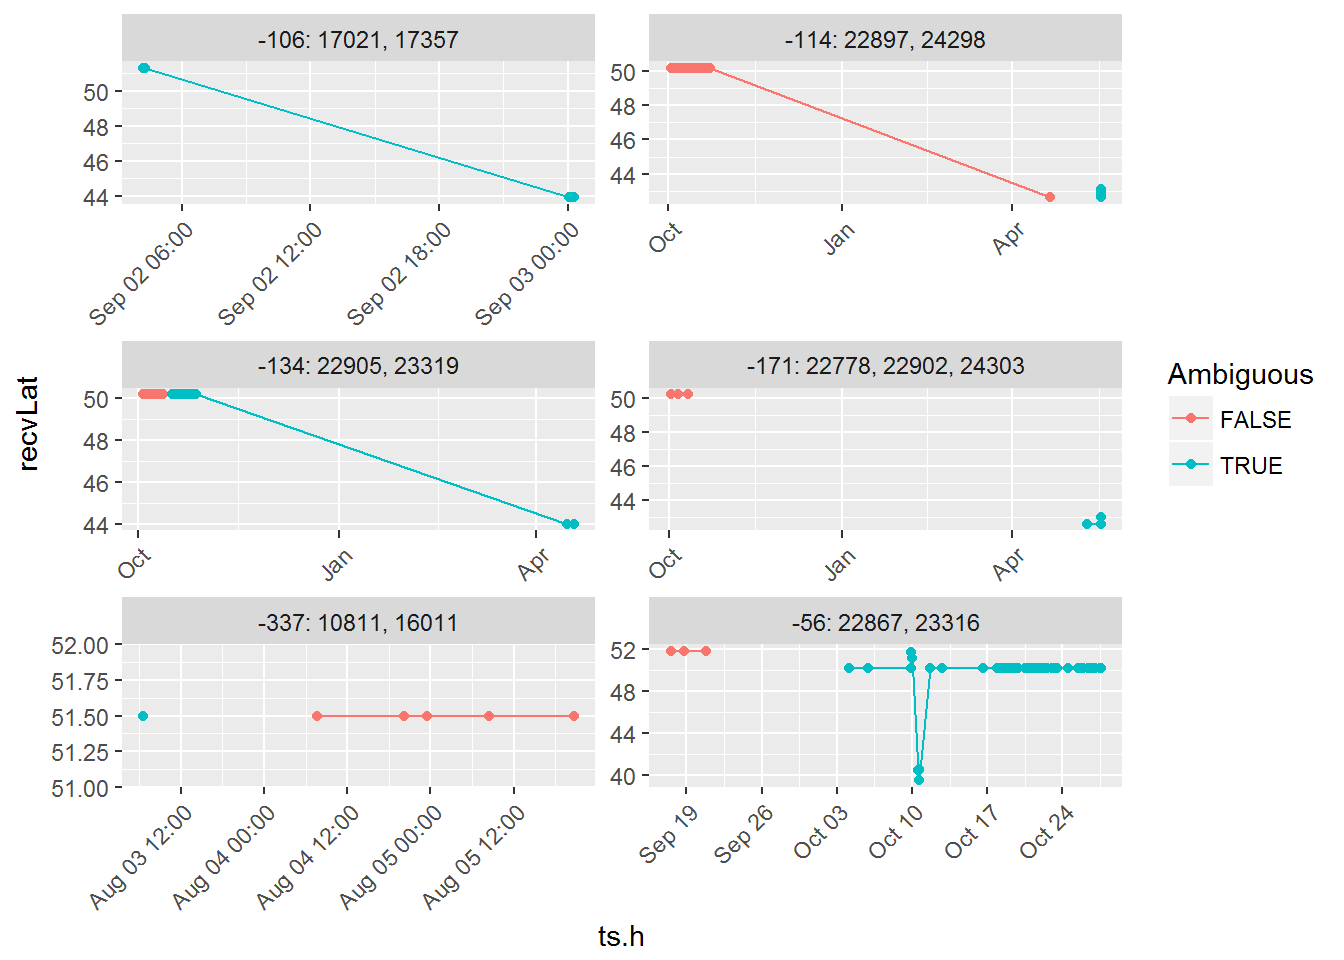 -106: 17021, 17357
50
48
46
44
Sep 02 06:00
Sep 02 12:00
Sep 02 18:00
Sep 03 00:00
-114: 22897, 24298
50
48
46
44
Oct
Jan
Apr
-134: 22905, 23319
50
48
46
44
Oct
Jan
Apr
-171: 22778, 22902, 24303
50
48
46
44
Oct
Jan
Apr
-337: 10811, 16011
52.00
51.75
51.50
51.25
51.00
Aug 03 12:00
Aug 04 00:00
Aug 04 12:00
Aug 05 00:00
Aug 05 12:00
-56: 22867, 23316
52
48
44
40
Sep 19
Sep 26
Oct 03
Oct 10
Oct 17
Oct 24
recvLat
ts.h
Ambiguous
FALSE
TRUE